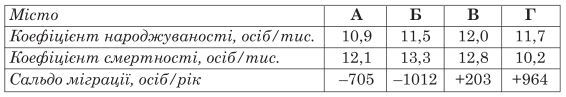 Місто А Б В Г
Коефіцієнт народжуваності, осіб/тис. 10,9 11,5 12,0 11,7
Коефіцієнт смертності, осіб/тис. 12,1 13,3 12,8 10,2
Сальдо міграції, осіб/рік –705 –1012 +203 +964